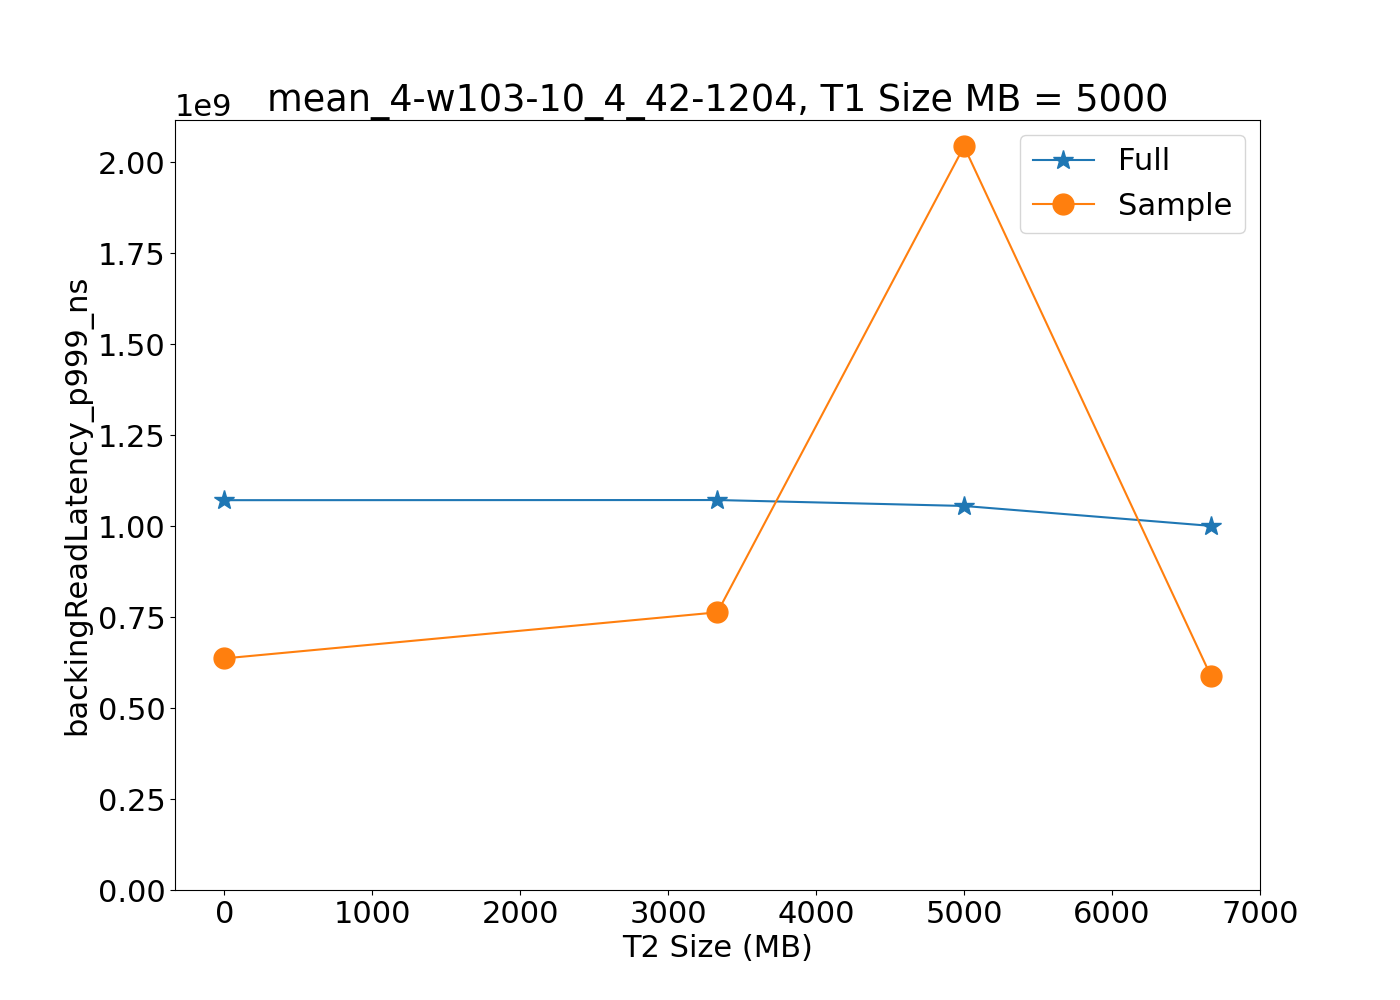 mean_4-w103-10_4_42-1204, T1 Size MB = 5000
1e9
Full
Sample
2.00
1.75
1.50
1.25
1.00
0.75
0.50
0.25
0.00
backingReadLatency_p999_ns
0 1000 2000 3000 4000 5000 6000 7000
T2 Size (MB)